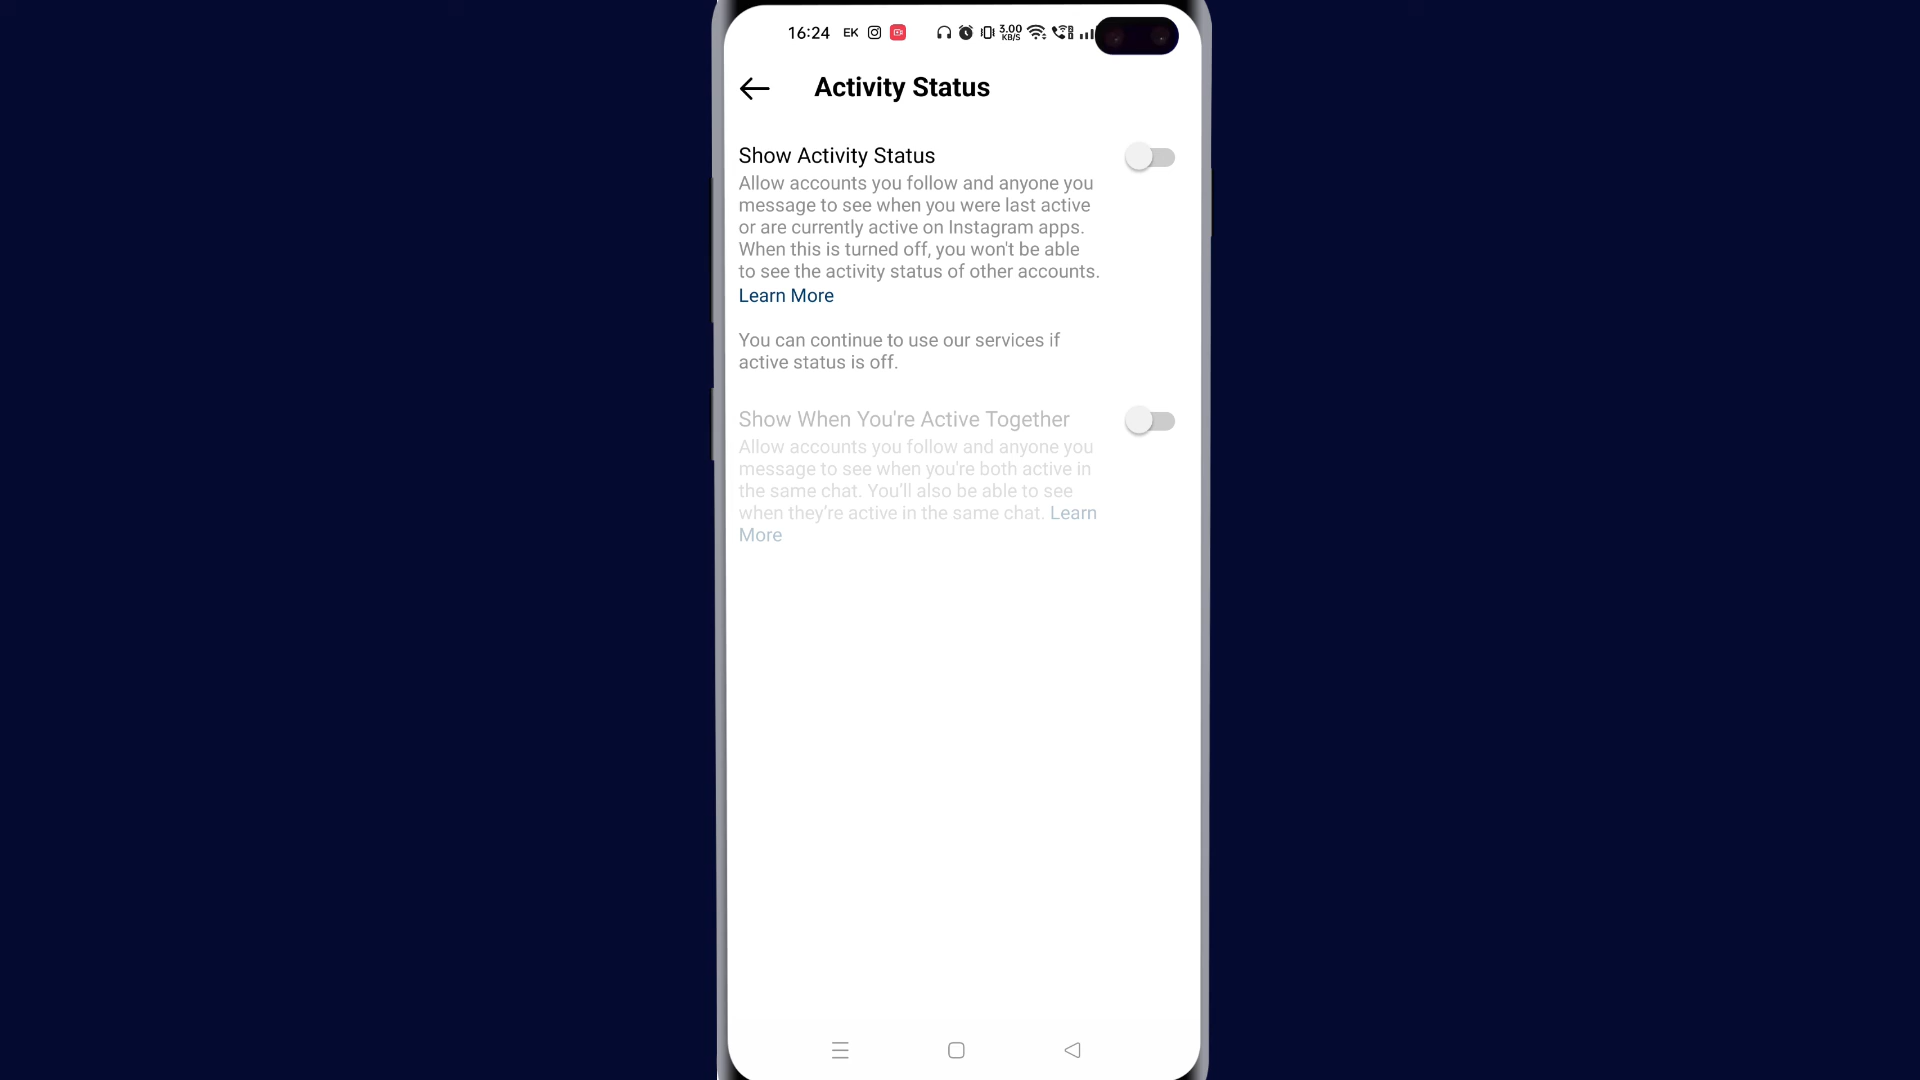 16:24 EK 3.00 KB/S
Activity Status
Show Activity Status
Allow accounts you follow and anyone you
message to see when you were last active
or are currently active on Instagram apps.
When this is turned off, you won't be able
to see the activity status of other accounts.
Learn More
You can continue to use our services if
active status is off.
Show When You're Active Together
Allow accounts you follow and anyone you
message to see when you're both active in
the same chat. You'll also be able to see
when they're active in the same chat. Learn
More